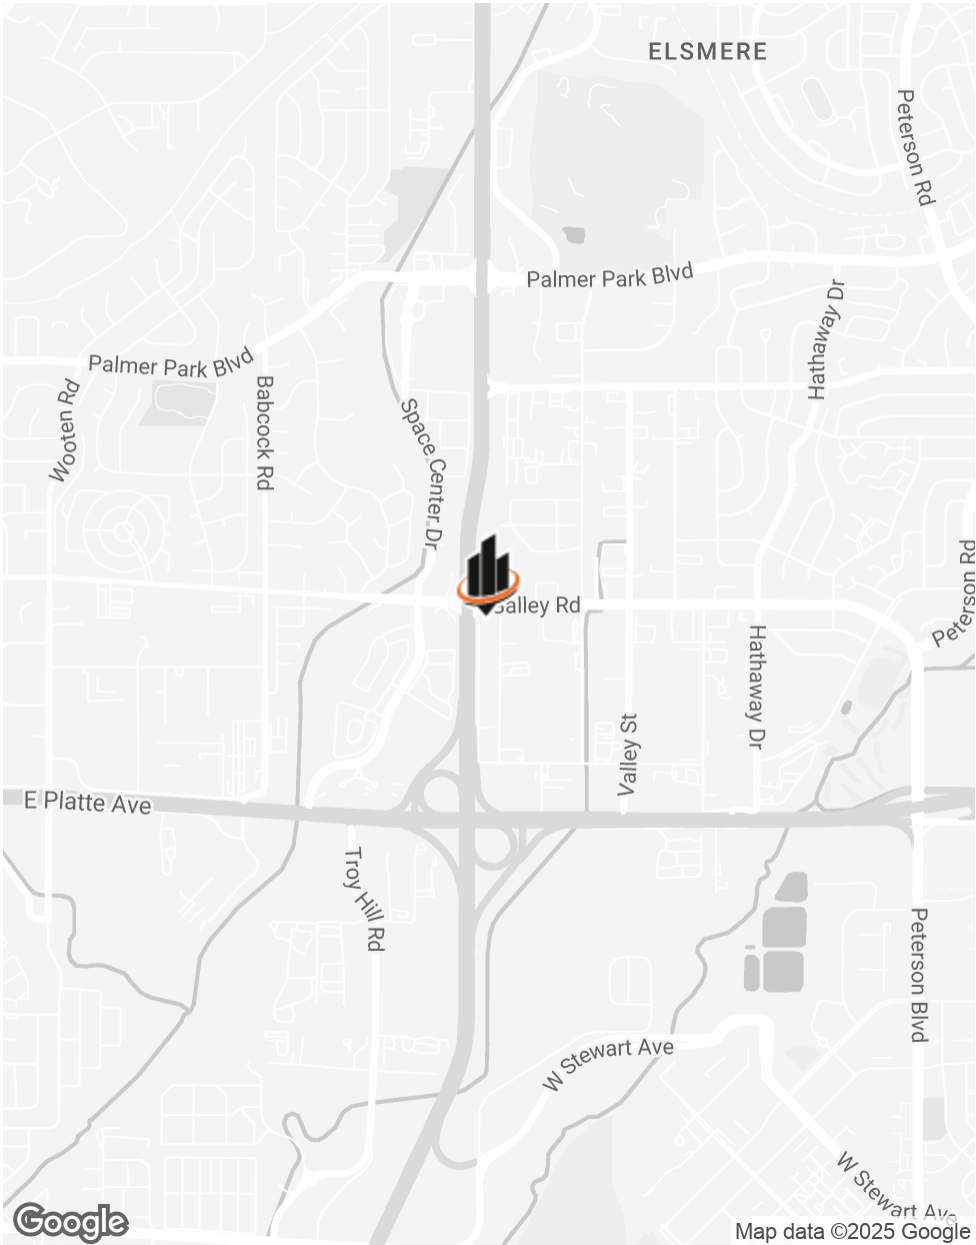 ELSMERE
Peterson Rd
Palmer Park Blvd
Hathaway Dr
Palmer Park Blvd
Wooten Rd
Babcock Rd
Space Center Dr
Peterson Rd
Galley Rd
Hathaway Dr
Valley St
E Platte Ave
Troy Hill Rd
Peterson Blvd
W Stewart Ave
W Stewart Ave
Google
Map data ©2025 Google